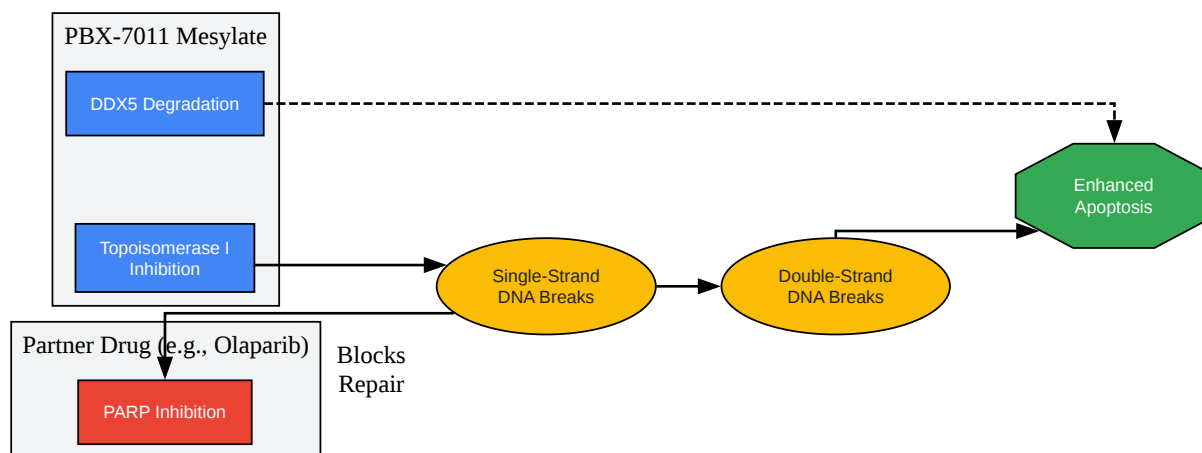 PBX-7011 Mesylate
DDX5 Degradation
Enhanced
Apoptosis
Topoisomerase I
Inhibition
Single-Strand
DNA Breaks
Double-Strand
DNA Breaks
Partner Drug (e.g., Olaparib)
Blocks
Repair
PARP Inhibition